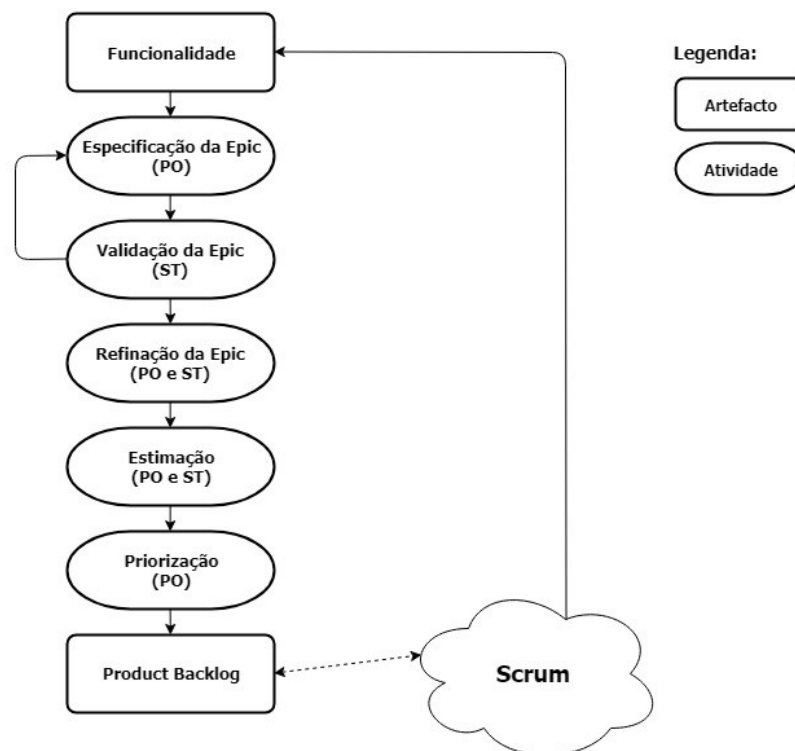 Funcionalidade
Legenda:
Artefacto
Especificação da Epic
(PO)
Atividade
Validação da Epic
(ST)
Refinação da Epic
(PO e ST)
Estimação
(PO e ST)
Priorização
(PO)
Product Backlog
Scrum